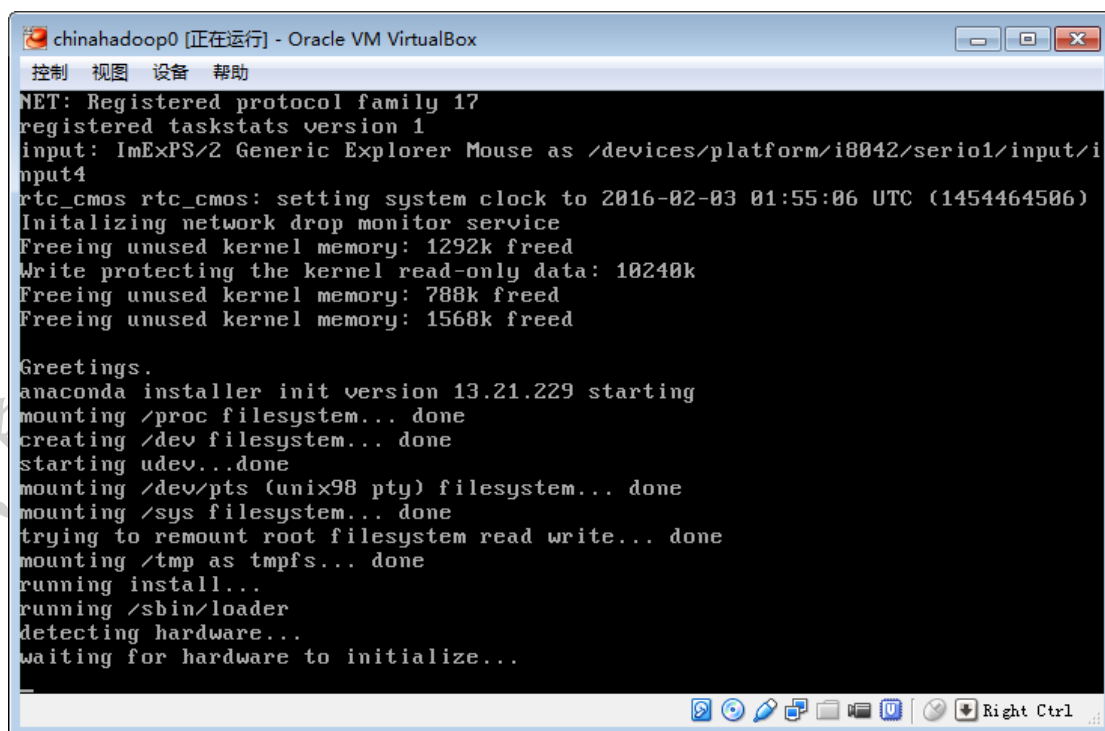 chinahadoop0 [正在运行] - Oracle VM VirtualBox
控制 视图 设备 帮助
NET: Registered protocol family 17
registered taskstats version 1
input: ImExPS/2 Generic Explorer Mouse as /devices/platform/i8042/serio1/input/i
nput4
rtc_cmos rtc_cmos: setting system clock to 2016-02-03 01:55:06 UTC (1454464506)
Initalizing network drop monitor service
Freeing unused kernel memory: 1292k freed
Write protecting the kernel read-only data: 10240k
Freeing unused kernel memory: 788k freed
Freeing unused kernel memory: 1568k freed
Greetings.
anaconda installer init version 13.21.229 starting
mounting /proc filesystem... done
creating /dev filesystem... done
starting udev...done
mounting /dev/pts (unix98 pty) filesystem... done
mounting /sys filesystem... done
trying to remount root filesystem read write... done
mounting /tmp as tmpfs... done
running install...
running /sbin/loader
detecting hardware...
waiting for hardware to initialize...
Right Ctrl